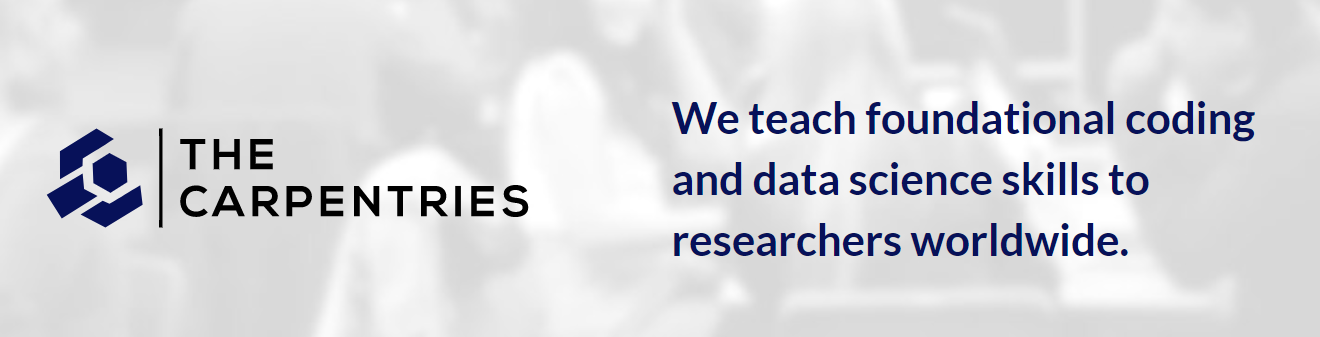 THE
CARPENTRIES
We teach foundational coding
and data science skills to
researchers worldwide.